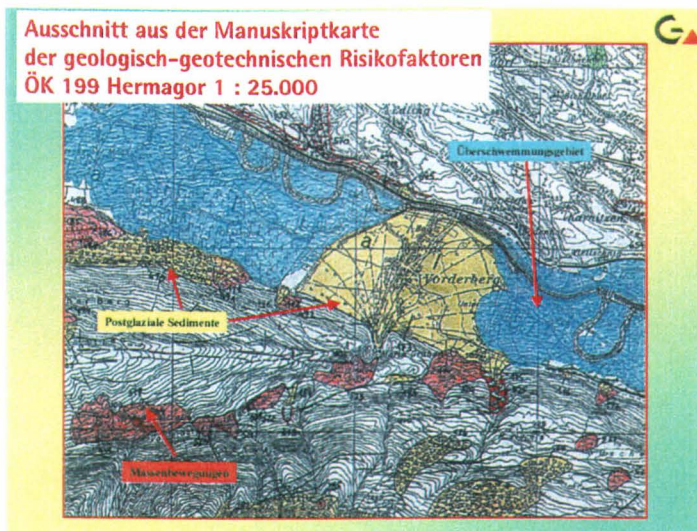 Ausschnitt aus der Manuskriptkarte
der geologisch-geotechnischen Risikofaktoren
ÖK 199 Hermagor 1 : 25.000
Überschwemmungsgebiet
a
Vorderberg
Postglaziale Sedimente
Massenbewegungen